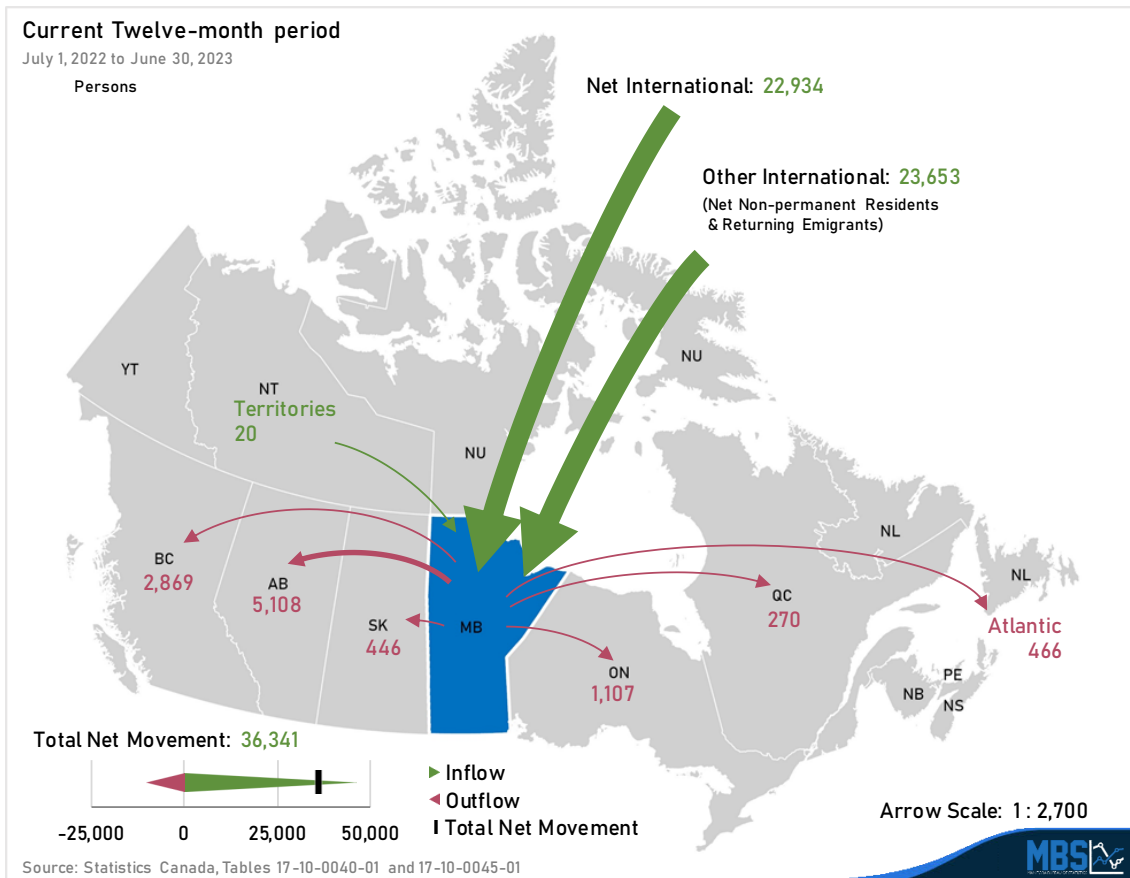 Current Twelve-month period
July 1, 2022 to June 30, 2023
Persons
Net International: 22,934
Other International: 23,653
(Net Non-permanent Residents
& Returning Emigrants)
YT
NT
NU
NU
Territories
20
BC
2,869
AB
5,108
SK
446
MB
ON
1,107
QC
270
NL
NL
Atlantic
466
PE
NB
NS
Total Net Movement: 36,341
-25,000 0 25,000 50,000
Inflow
Outflow
Total Net Movement
Arrow Scale: 1 : 2,700
Source: Statistics Canada, Tables 17-10-0040-01 and 17-10-0045-01
MBS